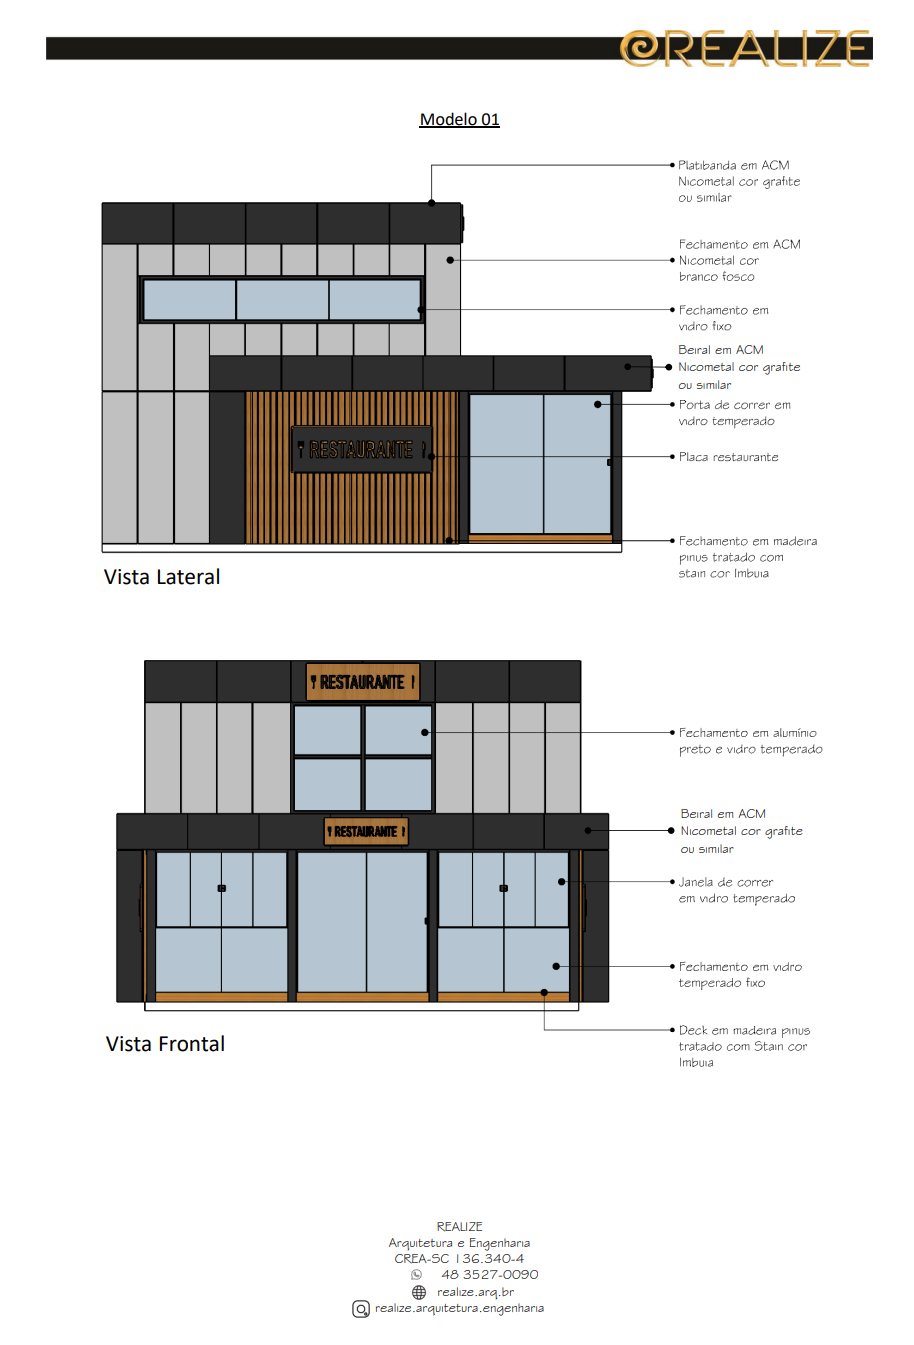 REALIZE
Modelo 01
Platibanda em ACM
Nicometal cor grafite
ou similar
Fechamento em ACM
Nicometal cor
branco fosco
Fechamento em
vidro fixo
Beiral em ACM
Nicometal cor grafite
ou similar
Porta de correr em
vidro temperado
RESTAURANTE
Placa restaurante
Fechamento em madeira
pinus tratado com
stain cor Imbuia
Vista Lateral
RESTAURANTE
Fechamento em alumínio
preto e vidro temperado
RESTAURANTE
Beiral em ACM
Nicometal cor grafite
ou similar
Janela de correr
em vidro temperado
Fechamento em vidro
temperado fixo
Deck em madeira pinus
tratado com Stain cor
Imbuia
Vista Frontal
REALIZE
Arquitetura e Engenharia
CREA-SC 136.340-4
48 3527-0090
realize.arq.br
realize.arquitetura.engenharia